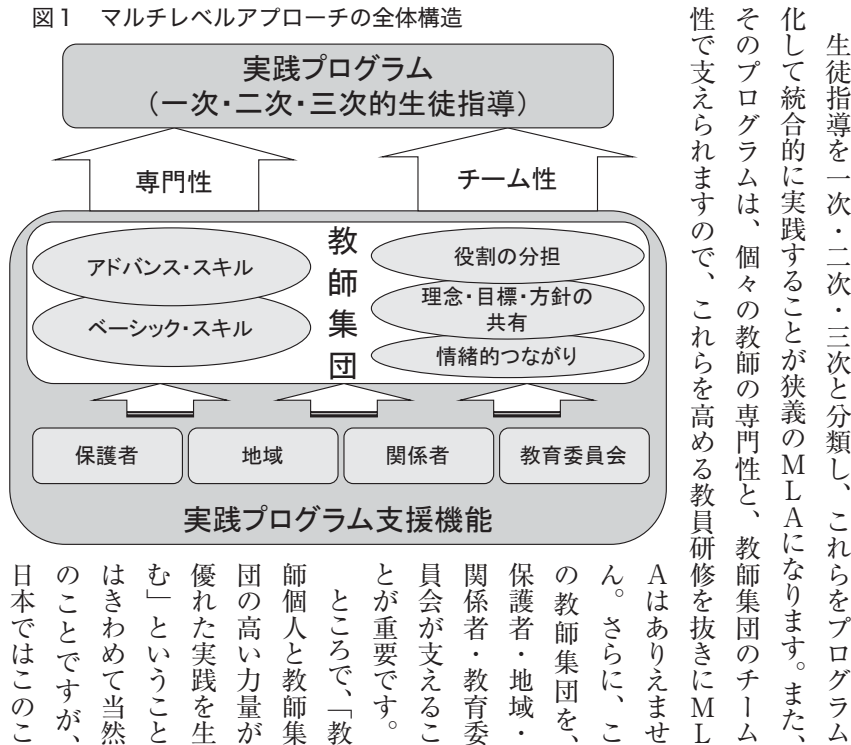 生徒指導を一次・二次・三次と分類し、これらをプログラム
化して統合的に実践することが狭義のMLAになります。また、
そのプログラムは、個々の教師の専門性と、教師集団のチーム
性で支えられますので、これらを高める教員研修を抜きにML
Aはありえませ
ん。さらに、こ
の教師集団を、
保護者・地域・
関係者・教育委
員会が支えるこ
とが重要です。
ところで、「教
師個人と教師集
団の高い力量が
優れた実践を生
む」ということ
はきわめて当然
のことですが、
日本ではこのこ
図1 マルチレベルアプローチの全体構造
実践プログラム
（一次・二次・三次的生徒指導）
専門性
チーム性
教師集団
アドバンス・スキル
ベーシック・スキル
役割の分担
理念・目標・方針の
共有
情緒的つながり
保護者
地域
関係者
教育委員会
実践プログラム支援機能